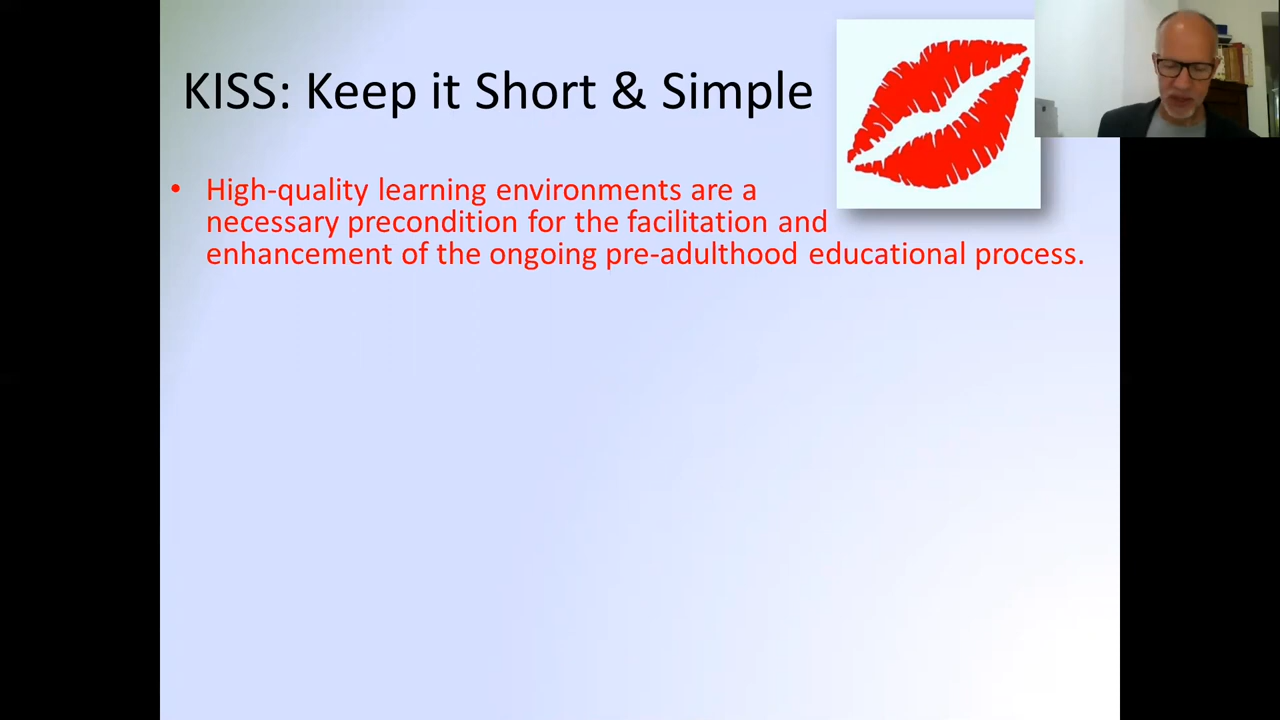 KISS: Keep it Short & Simple
• High-quality learning environments are a
necessary precondition for the facilitation and
enhancement of the ongoing pre-adulthood educational process.